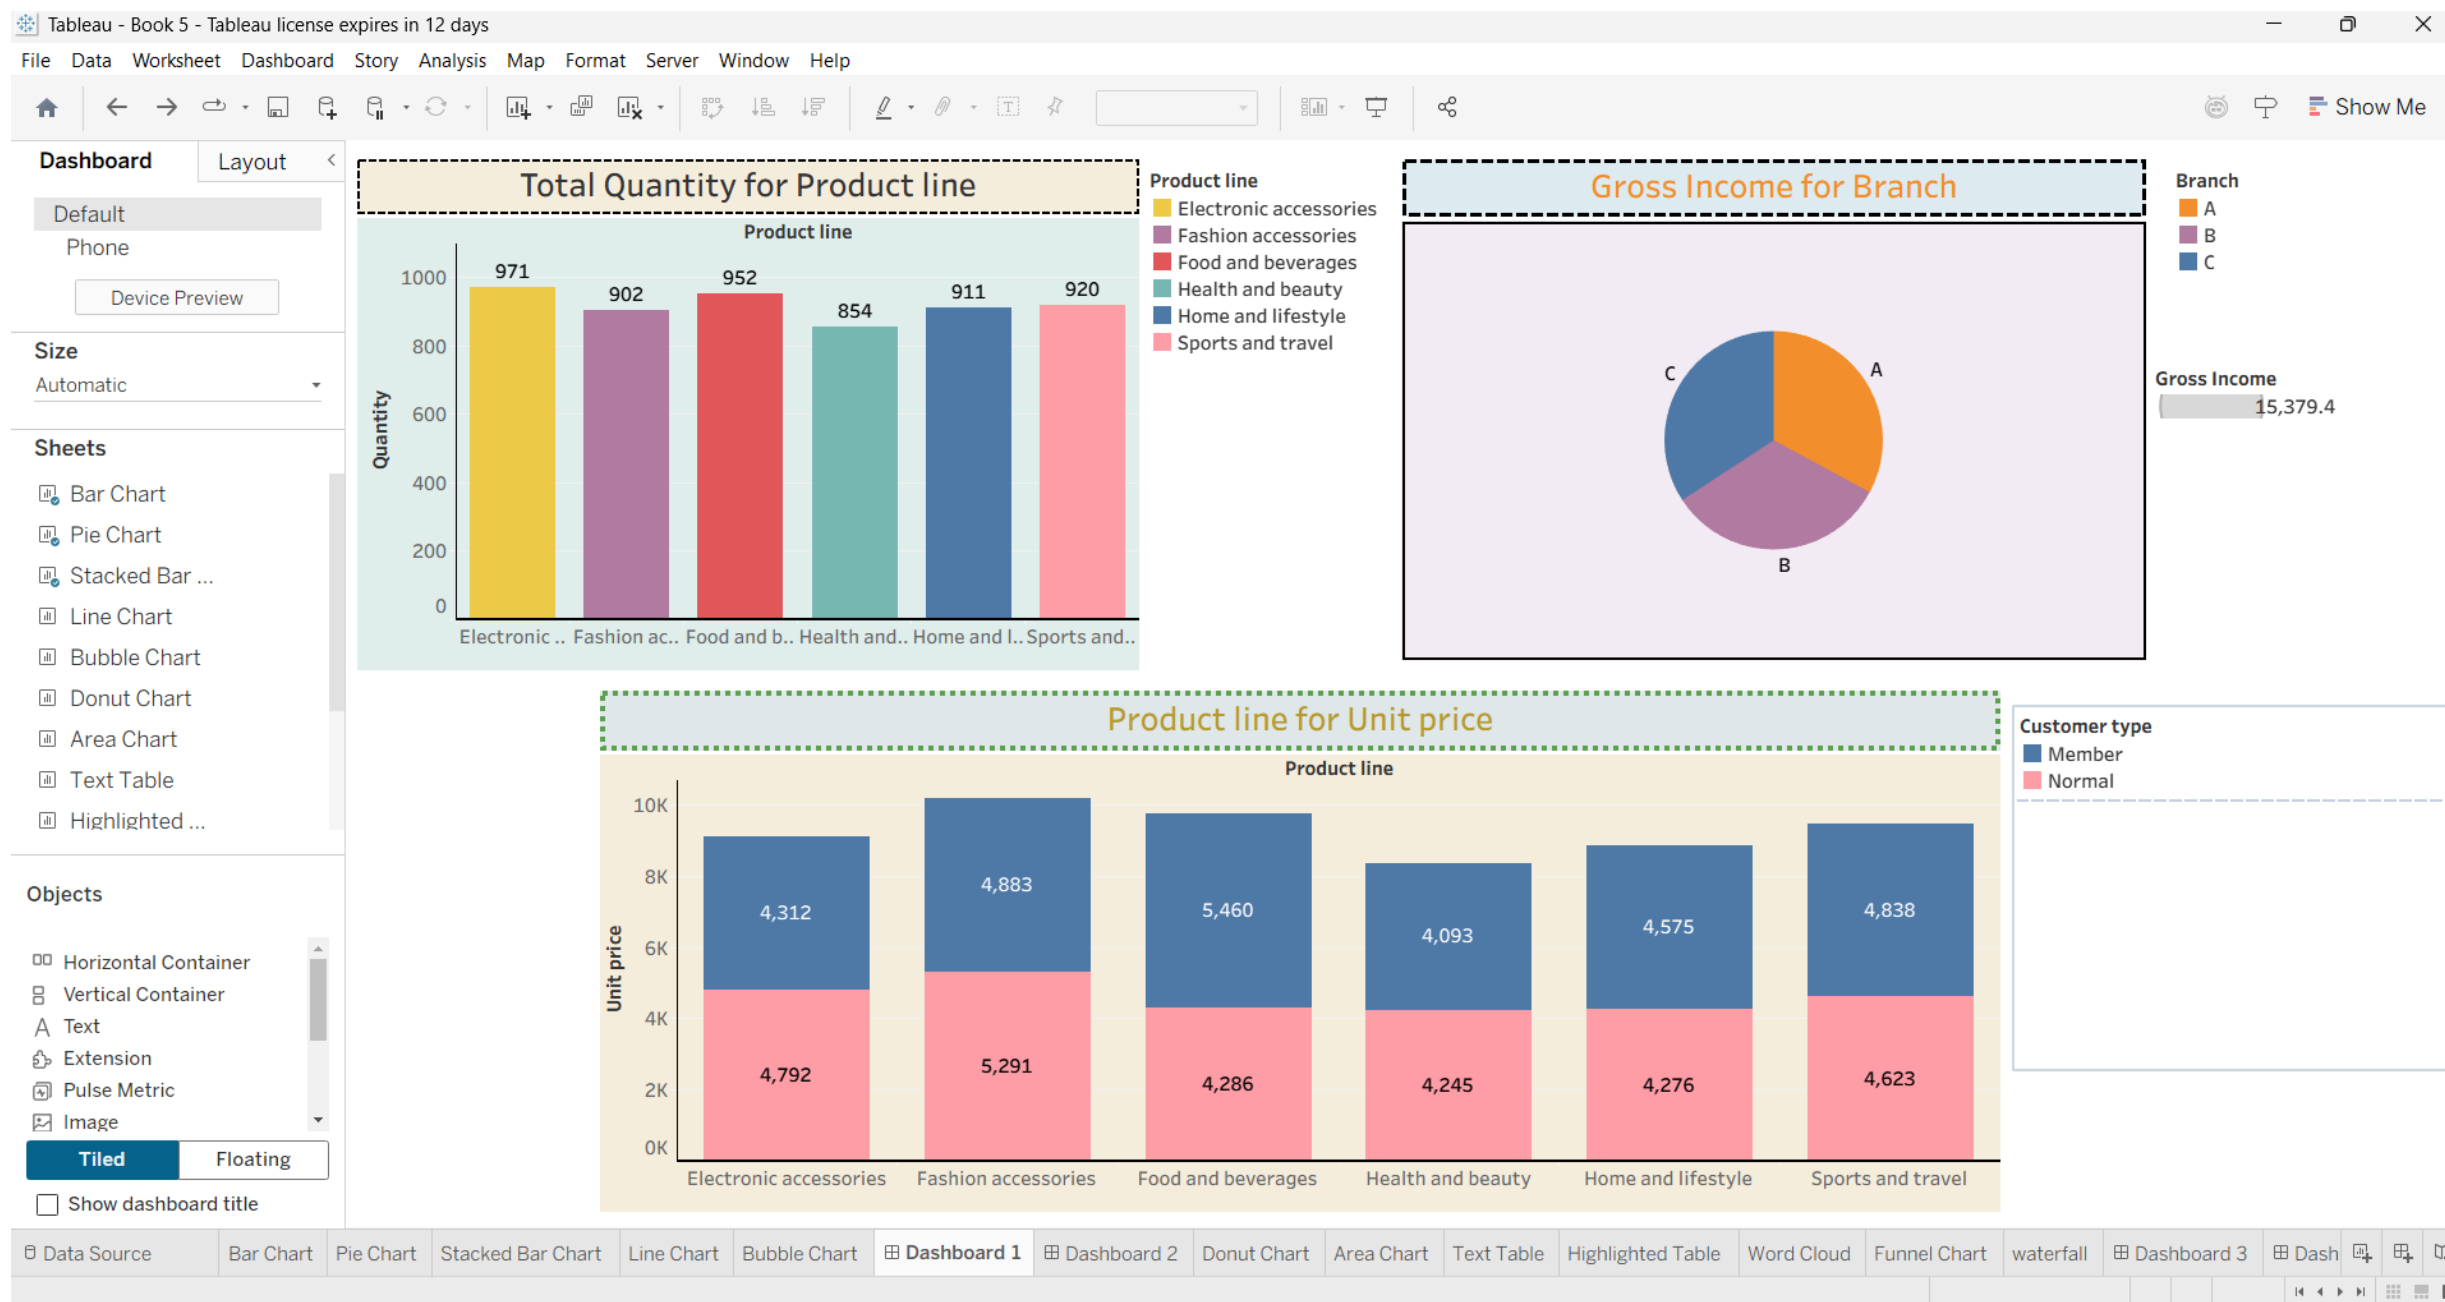 Tableau - Book 5 - Tableau license expires in 12 days
File Data Worksheet Dashboard Story Analysis Map Format Server Window Help
Show Me
Dashboard Layout
Default
Phone
Device Preview
Size
Automatic
Sheets
Bar Chart
Pie Chart
Stacked Bar ...
Line Chart
Bubble Chart
Donut Chart
Area Chart
Text Table
Highlighted ...
Objects
Horizontal Container
Vertical Container
Text
Extension
Pulse Metric
Image
Tiled Floating
Show dashboard title
Total Quantity for Product line
Product line
1000
800
600
400
200
0
Quantity
971
902
952
854
911
920
Electronic .. Fashion ac.. Food and b.. Health and.. Home and l.. Sports and..
Product line
Electronic accessories
Fashion accessories
Food and beverages
Health and beauty
Home and lifestyle
Sports and travel
Gross Income for Branch
C
A
B
Branch
A
B
C
Gross Income
15,379.4
Product line for Unit price
Product line
10K
8K
6K
4K
2K
0K
Unit price
4,312
4,883
5,460
4,093
4,575
4,838
4,792
5,291
4,286
4,245
4,276
4,623
Electronic accessories Fashion accessories Food and beverages Health and beauty Home and lifestyle Sports and travel
Customer type
Member
Normal
Data Source Bar Chart Pie Chart Stacked Bar Chart Line Chart Bubble Chart Dashboard 1 Dashboard 2 Donut Chart Area Chart Text Table Highlighted Table Word Cloud Funnel Chart waterfall Dashboard 3 Dash